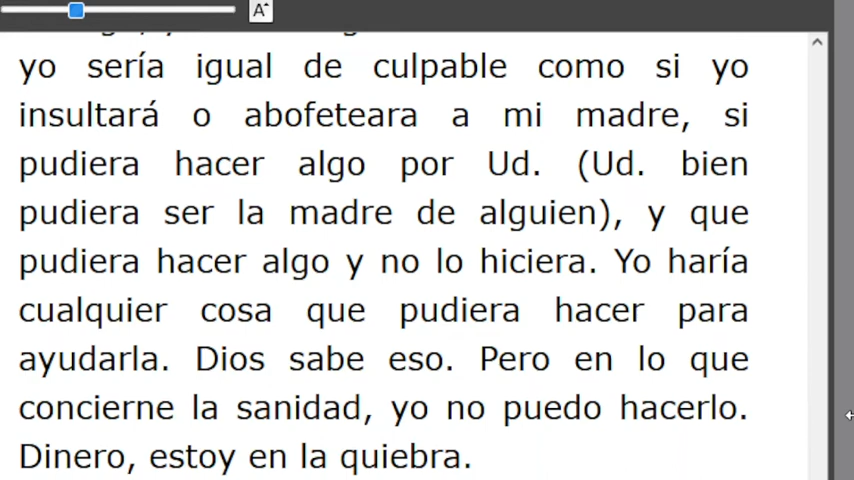 A
yo sería igual de culpable como si yo
insultará o abofeteara a mi madre, si
pudiera hacer algo por Ud. (Ud. bien
pudiera ser la madre de alguien), y que
pudiera hacer algo y no lo hiciera. Yo haría
cualquier cosa que pudiera hacer para
ayudarla. Dios sabe eso. Pero en lo que
concierne la sanidad, yo no puedo hacerlo.
Dinero, estoy en la quiebra.